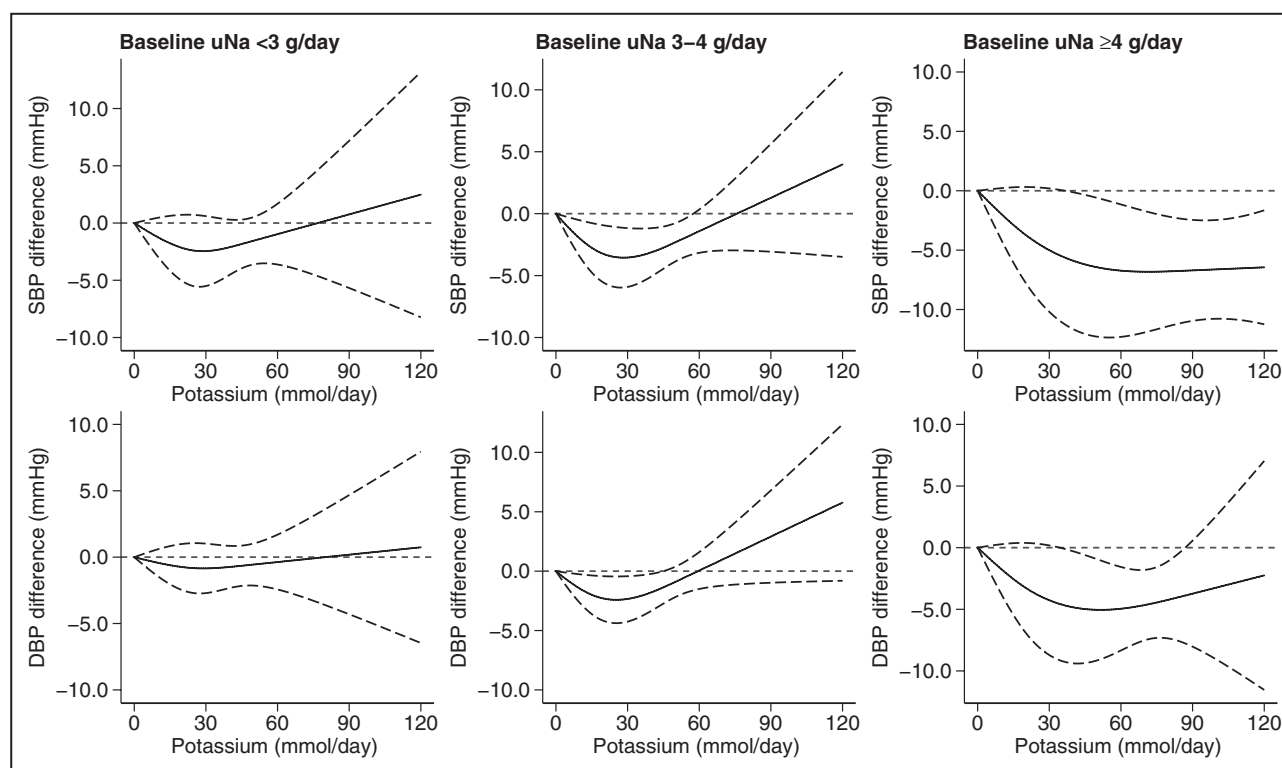 Baseline uNa <3 g/day
Baseline uNa 3–4 g/day
Baseline uNa ≥4 g/day
SBP difference (mmHg)
10.0
5.0
0.0
−5.0
−10.0
0 30 60 90 120
Potassium (mmol/day)
SBP difference (mmHg)
10.0
5.0
0.0
−5.0
−10.0
0 30 60 90 120
Potassium (mmol/day)
SBP difference (mmHg)
10.0
5.0
0.0
−5.0
−10.0
0 30 60 90 120
Potassium (mmol/day)
DBP difference (mmHg)
10.0
5.0
0.0
−5.0
−10.0
0 30 60 90 120
Potassium (mmol/day)
DBP difference (mmHg)
10.0
5.0
0.0
−5.0
−10.0
0 30 60 90 120
Potassium (mmol/day)
DBP difference (mmHg)
10.0
5.0
0.0
−5.0
−10.0
0 30 60 90 120
Potassium (mmol/day)